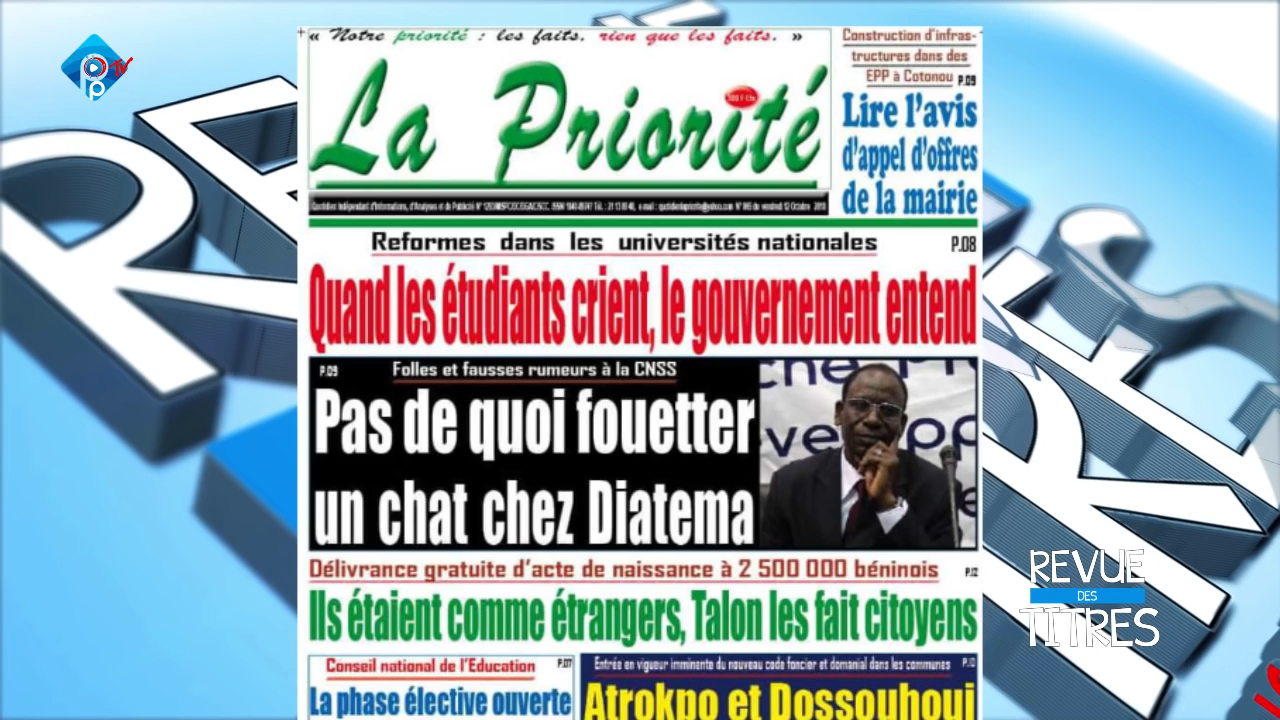 « Notre priorité : les faits, rien que les faits. »
La Priorité
Construction d'infras-
tructures dans des
EPP à Cotonou P.09
Lire l'avis
d'appel d'offres
de la mairie
Reformes dans les universités nationales P.08
Quand les étudiants crient, le gouvernement entend
P.09 Folles et fausses rumeurs à la CNSS
Pas de quoi fouetter
un chat chez Diatema
Délivrance gratuite d'acte de naissance à 2 500 000 béninois P.12
Ils étaient comme étrangers, Talon les fait citoyens
Conseil national de l'Education P.07
La phase élective ouverte
Entrée en vigueur imminente du nouveau code foncier et domanial dans les communes P.10
Atrokpo et Dossouhoui
REVUE
DES
TITRES
TV